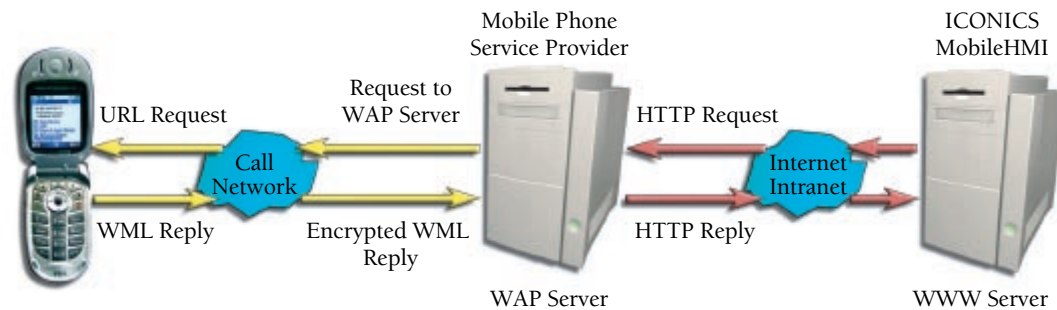 Mobile Phone
Service Provider
ICONICS
MobileHMI
URL Request
Request to
WAP Server
HTTP Request
Call
Network
Internet
Intranet
WML Reply
Encrypted WML
Reply
HTTP Reply
WAP Server
WWW Server